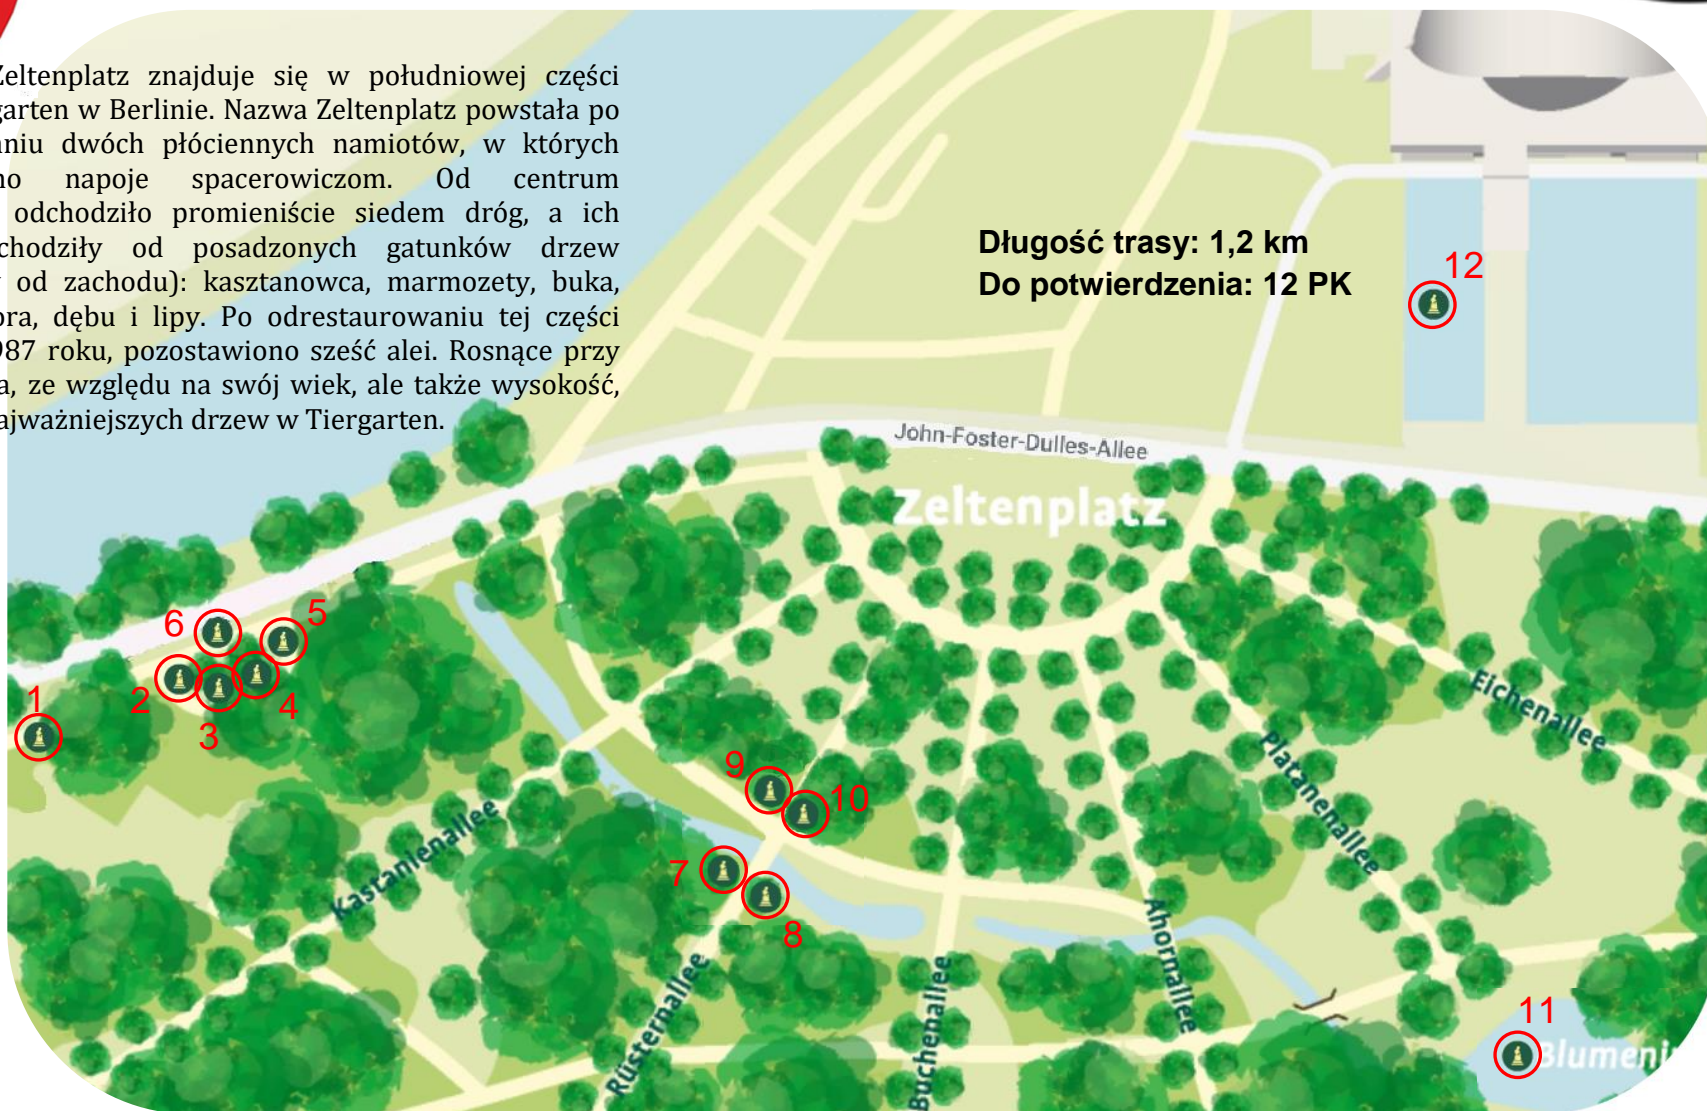 Zeltenplatz znajduje się w południowej części
garten w Berlinie. Nazwa Zeltenplatz powstała po
niu dwóch płóciennych namiotów, w których
no napoje spacerowiczom. Od centrum
odchodziło promieniście siedem dróg, a ich
chodziły od posadzonych gatunków drzew
od zachodu): kasztanowca, marmozety, buka,
ora, dębu i lipy. Po odrestaurowaniu tej części
987 roku, pozostawiono sześć alei. Rosnące przy
a, ze względu na swój wiek, ale także wysokość,
ajważniejszych drzew w Tiergarten.
Długość trasy: 1,2 km
Do potwierdzenia: 12 PK
12
John-Foster-Dulles-Allee
Zeltenplatz
6
5
2
1
3
4
Eichenallee
Platanenallee
9
10
Kastanienallee
7
8
Ahornallee
Rüsternallee
Buchenallee
11
Blumeni